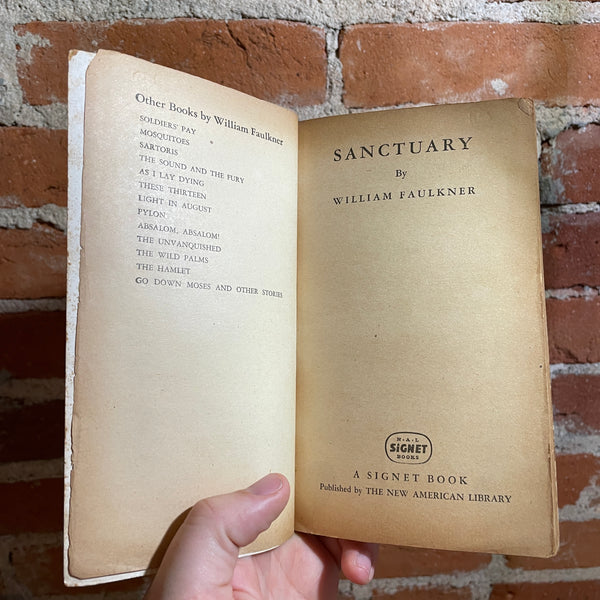 Other Books by William Faulkner
SOLDIERS' PAY
MOSQUITOES
SARTORIS
THE SOUND AND THE FURY
AS I LAY DYING
THESE THIRTEEN
LIGHT IN AUGUST
PYLON
ABSALOM, ABSALOM!
THE UNVANQUISHED
THE WILD PALMS
THE HAMLET
GO DOWN MOSES AND OTHER STORIES
SANCTUARY
By
WILLIAM FAULKNER
N·A·L
SIGNET
BOOKS
A SIGNET BOOK
Published by THE NEW AMERICAN LIBRARY